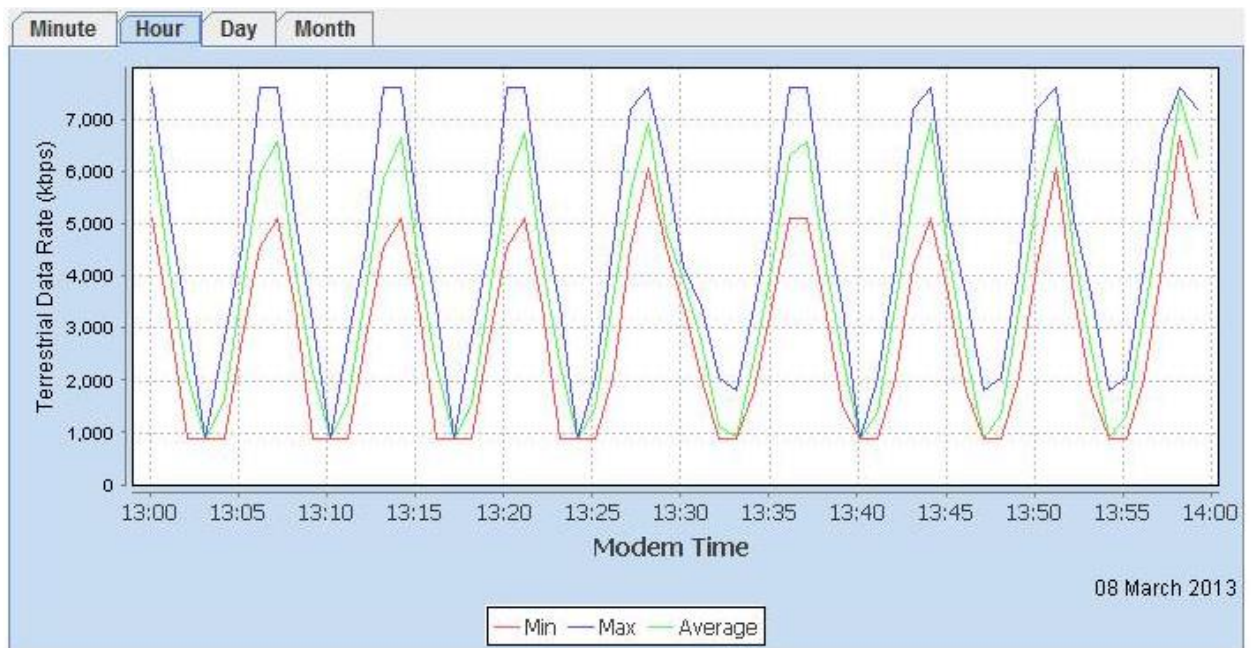 Minute Hour Day Month
Terrestrial Data Rate (kbps)
7,000
6,000
5,000
4,000
3,000
2,000
1,000
0
13:00 13:05 13:10 13:15 13:20 13:25 13:30 13:35 13:40 13:45 13:50 13:55 14:00
Modem Time
08 March 2013
Min Max Average